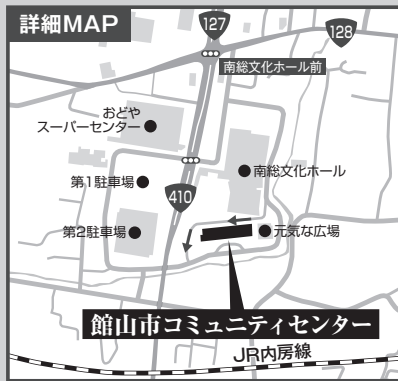 詳細MAP
127
128
南総文化ホール前
おどや
スーパーセンター
南総文化ホール
第1駐車場
410
第2駐車場
元気な広場
館山市コミュニティセンター
JR内房線